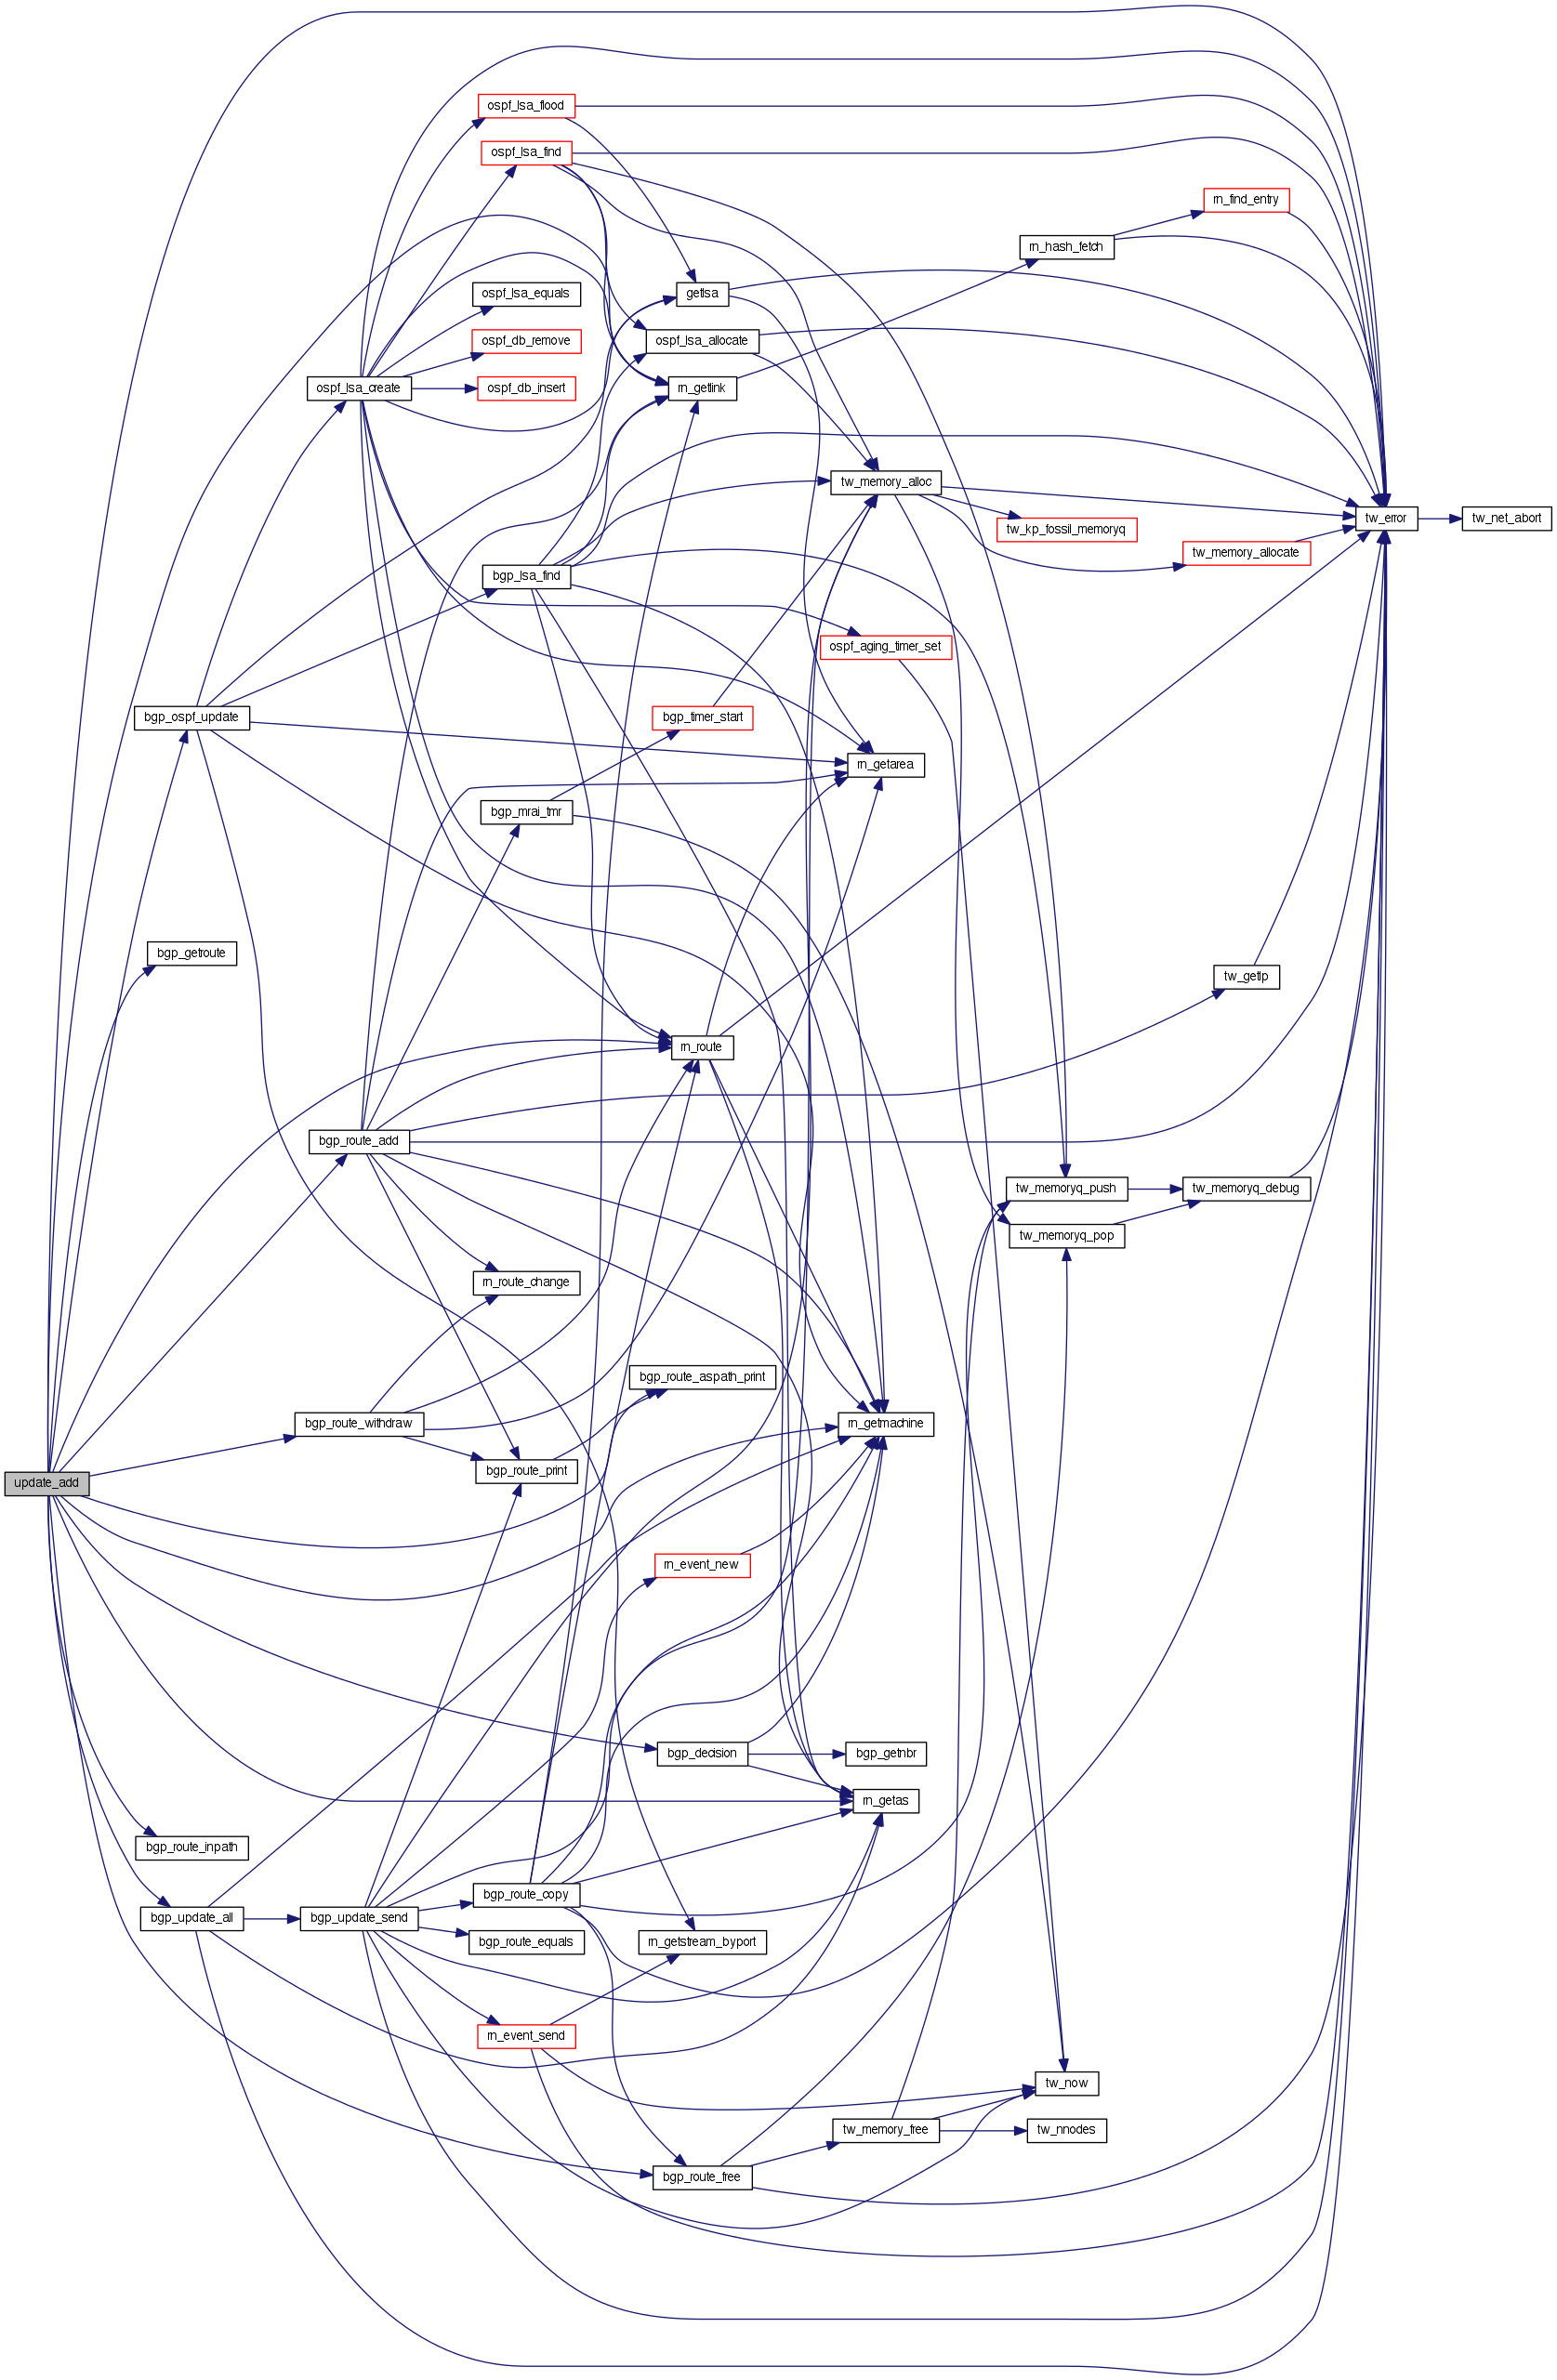 ospf_lsa_flood
ospf_lsa_find
rn_find_entry
rn_hash_fetch
ospf_lsa_equals
getlsa
ospf_db_remove
ospf_lsa_allocate
ospf_lsa_create
ospf_db_insert
rn_getlink
tw_memory_alloc
tw_error
tw_net_abort
tw_kp_fossil_memoryq
tw_memory_allocate
bgp_lsa_find
ospf_aging_timer_set
bgp_ospf_update
bgp_timer_start
rn_getarea
bgp_mrai_tmr
bgp_getroute
tw_getlp
rn_route
bgp_route_add
tw_memoryq_push
tw_memoryq_debug
tw_memoryq_pop
rn_route_change
bgp_route_aspath_print
bgp_route_withdraw
rn_getmachine
bgp_route_print
update_add
rn_event_new
bgp_decision
bgp_getnbr
rn_getas
bgp_route_inpath
bgp_route_copy
bgp_update_all
bgp_update_send
bgp_route_equals
rn_getstream_byport
rn_event_send
tw_now
tw_memory_free
tw_nnodes
bgp_route_free